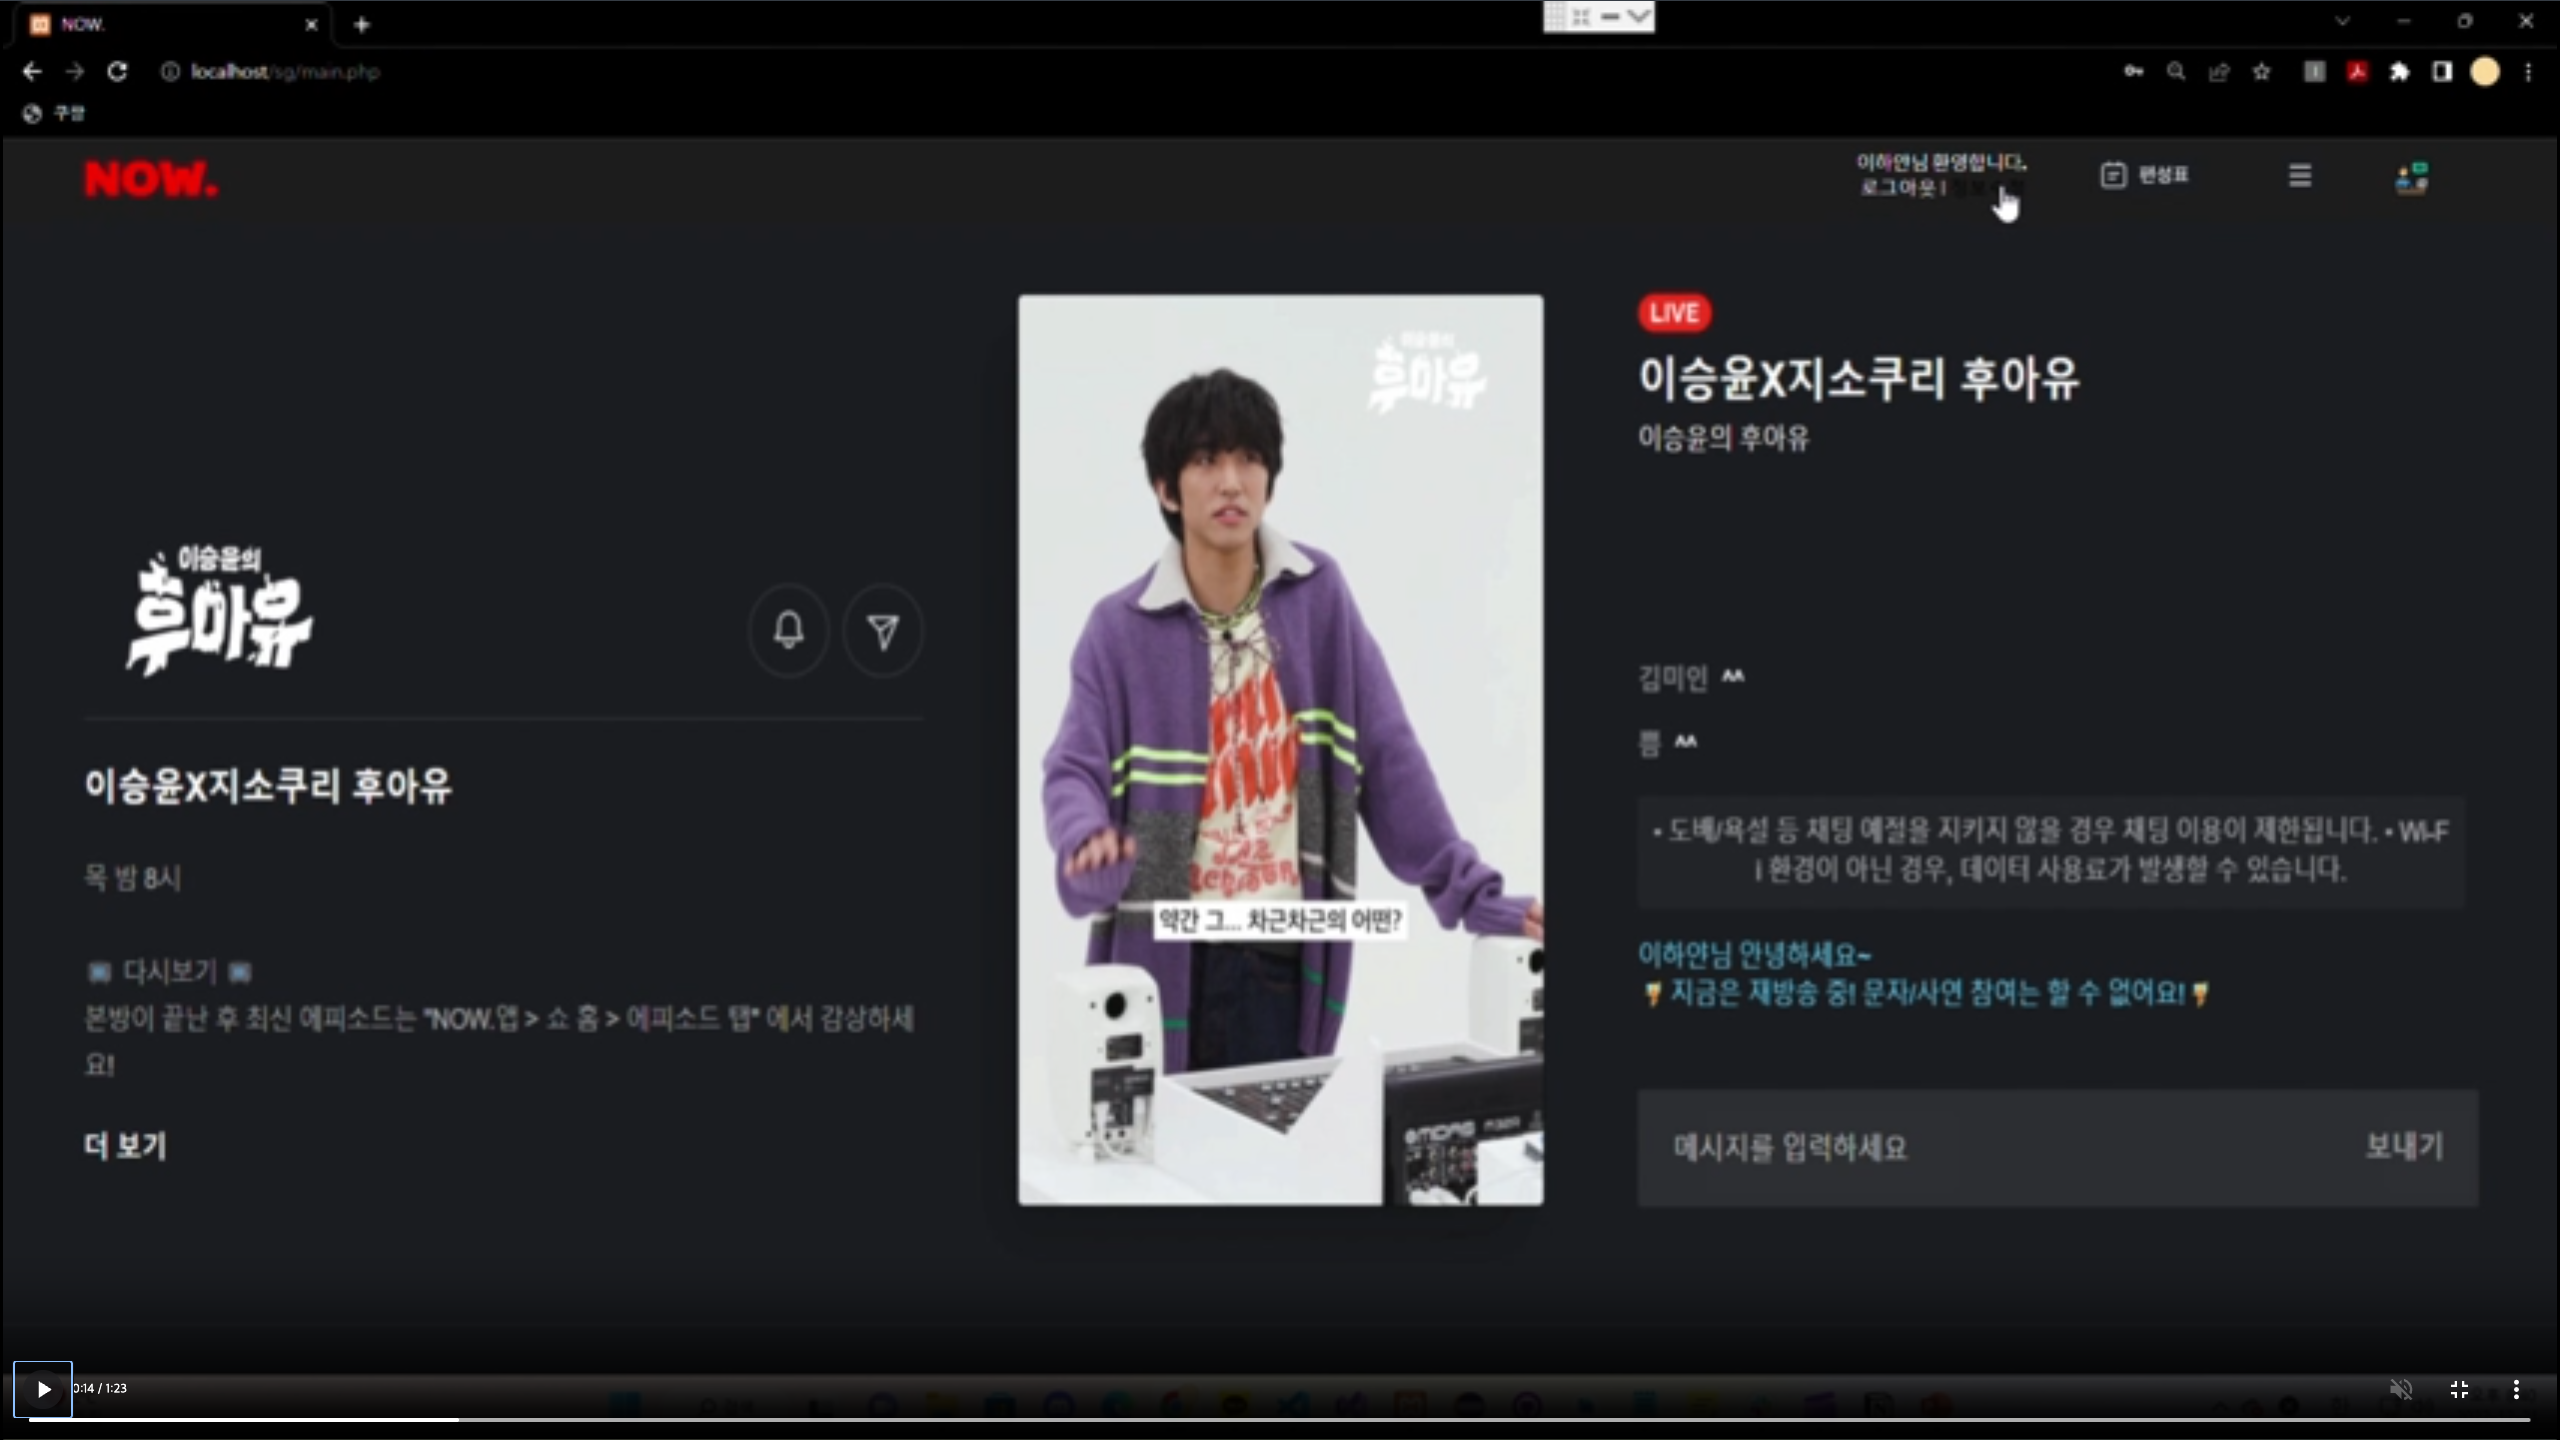 NOW.
localhost/sg/main.php
구짱
NOW.
이하얀님 환영합니다.
로그아웃 |
편성표
이승윤의
후아유
이승윤의
후아유
LIVE
이승윤X지소쿠리 후아유
이승윤의 후아유
이승윤X지소쿠리 후아유
목 밤 8시
다시보기
본방이 끝난 후 최신 에피소드는 "NOW.앱 > 쇼 홈 > 에피소드 탭" 에서 감상하세
요!
더 보기
약간 그... 차근차근의 어떤?
MIDAS
김미인 ^^
쁨 ^^
• 도배/욕설 등 채팅 예절을 지키지 않을 경우 채팅 이용이 제한됩니다. • Wi-F
i 환경이 아닌 경우, 데이터 사용료가 발생할 수 있습니다.
이하얀님 안녕하세요~
지금은 재방송 중! 문자/사연 참여는 할 수 없어요!
메시지를 입력하세요
보내기
0:14 / 1:23